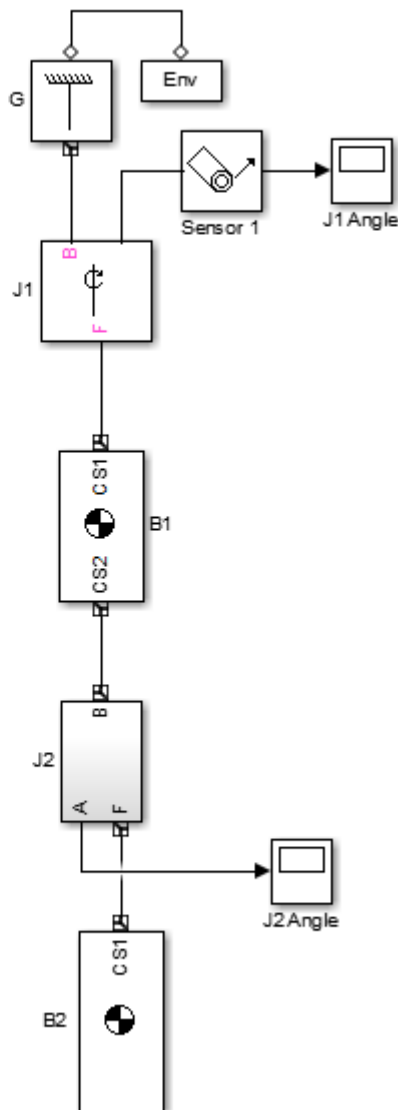 Env
G
Sensor 1
J1 Angle
B
J1
F
CS1
B1
CS2
B
J2
A
F
J2 Angle
CS1
B2